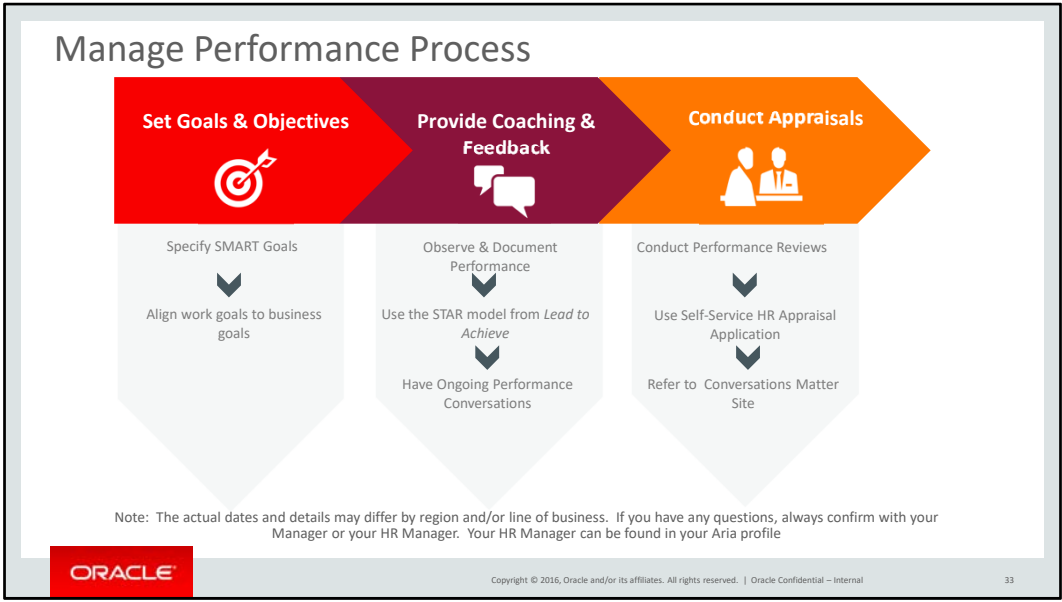 Manage Performance Process
Set Goals & Objectives
Provide Coaching &
Feedback
Conduct Appraisals
Specify SMART Goals
Align work goals to business
goals
Observe & Document
Performance
Use the STAR model from Lead to
Achieve
Have Ongoing Performance
Conversations
Conduct Performance Reviews
Use Self-Service HR Appraisal
Application
Refer to  Conversations Matter
Site
Note:  The actual dates and details may differ by region and/or line of business.  If you have any questions, always confirm with your
Manager or your HR Manager.  Your HR Manager can be found in your Aria profile
ORACLE®
Copyright © 2016, Oracle and/or its affiliates. All rights reserved.  |  Oracle Confidential – Internal
33